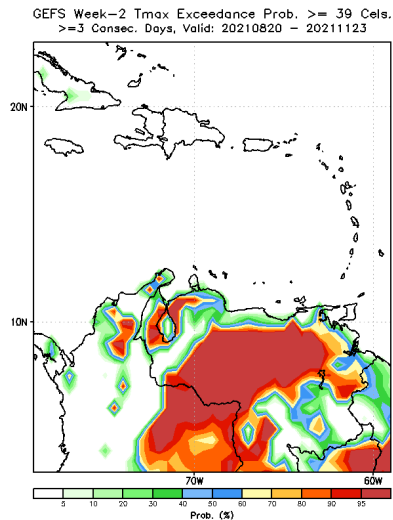 GEFS Week-2 Tmax Exceedance Prob. >= 39 Cels.
>=3 Consec. Days, Valid: 20210820 - 20211123
20N
10N
70W 60W
5 10 20 30 40 50 60 70 80 90 95
Prob. (%)